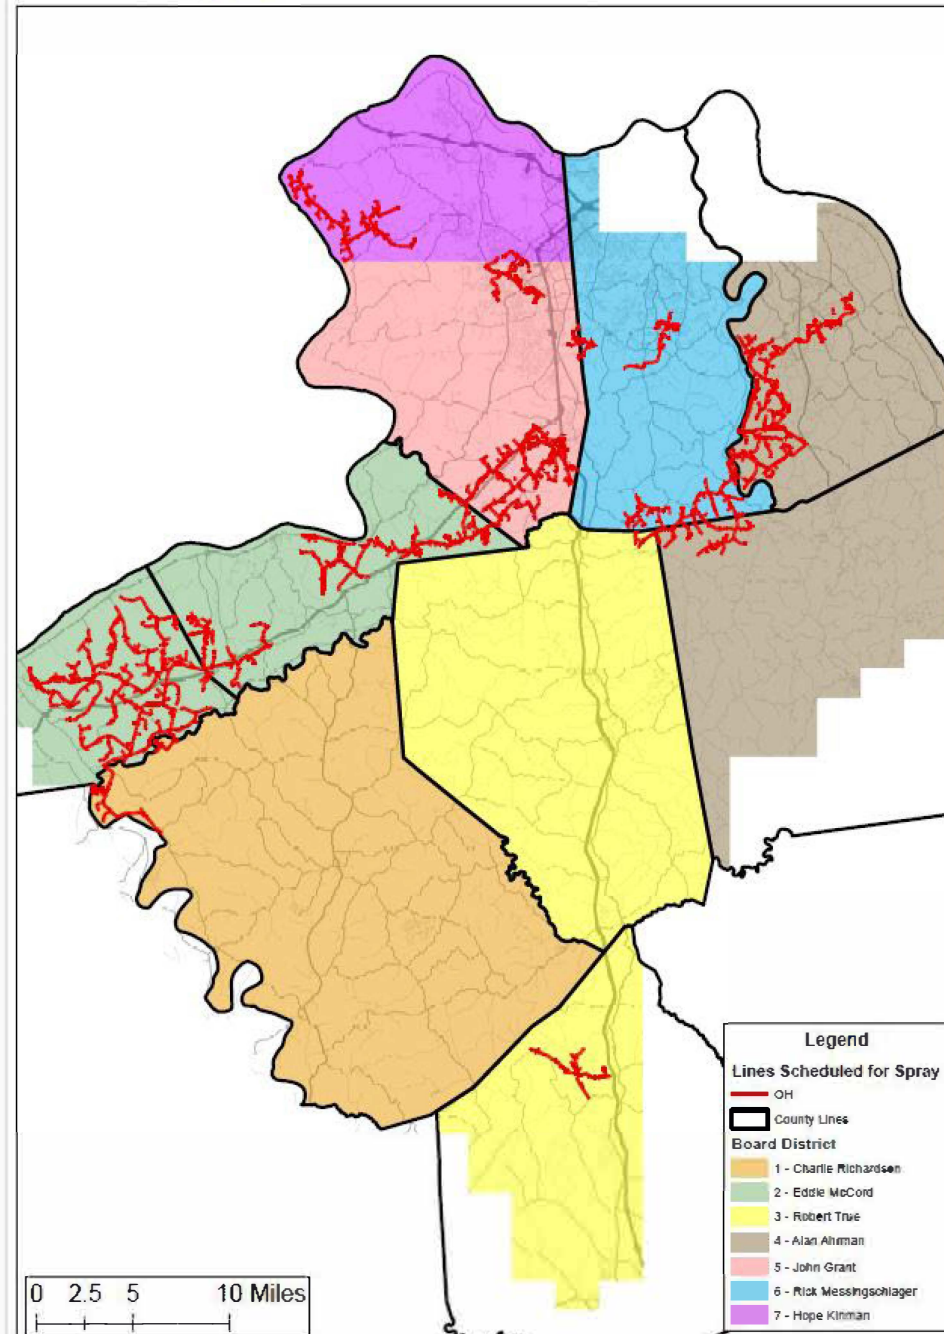 Legend
Lines Scheduled for Spray
OH
County Lines
Board District
1 - Charlie Richardson
2 - Eddie McCord
3 - Robert True
4 - Alan Ahrman
5 - John Grant
6 - Rick Messingschlager
7 - Hope Kinman
0 2.5 5 10 Miles